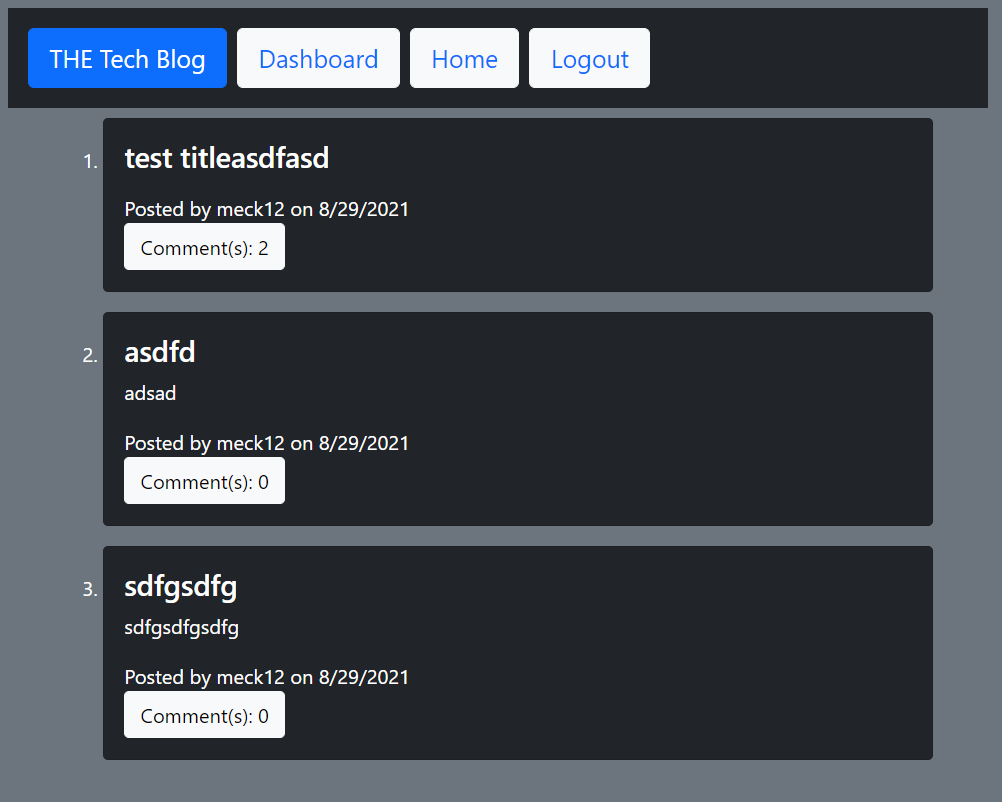 THE Tech Blog Dashboard Home Logout
1. test titleasdfasd
Posted by meck12 on 8/29/2021
Comment(s): 2
2. asdfd
adsad
Posted by meck12 on 8/29/2021
Comment(s): 0
3. sdfgsdfg
sdfgsdfgsdfg
Posted by meck12 on 8/29/2021
Comment(s): 0